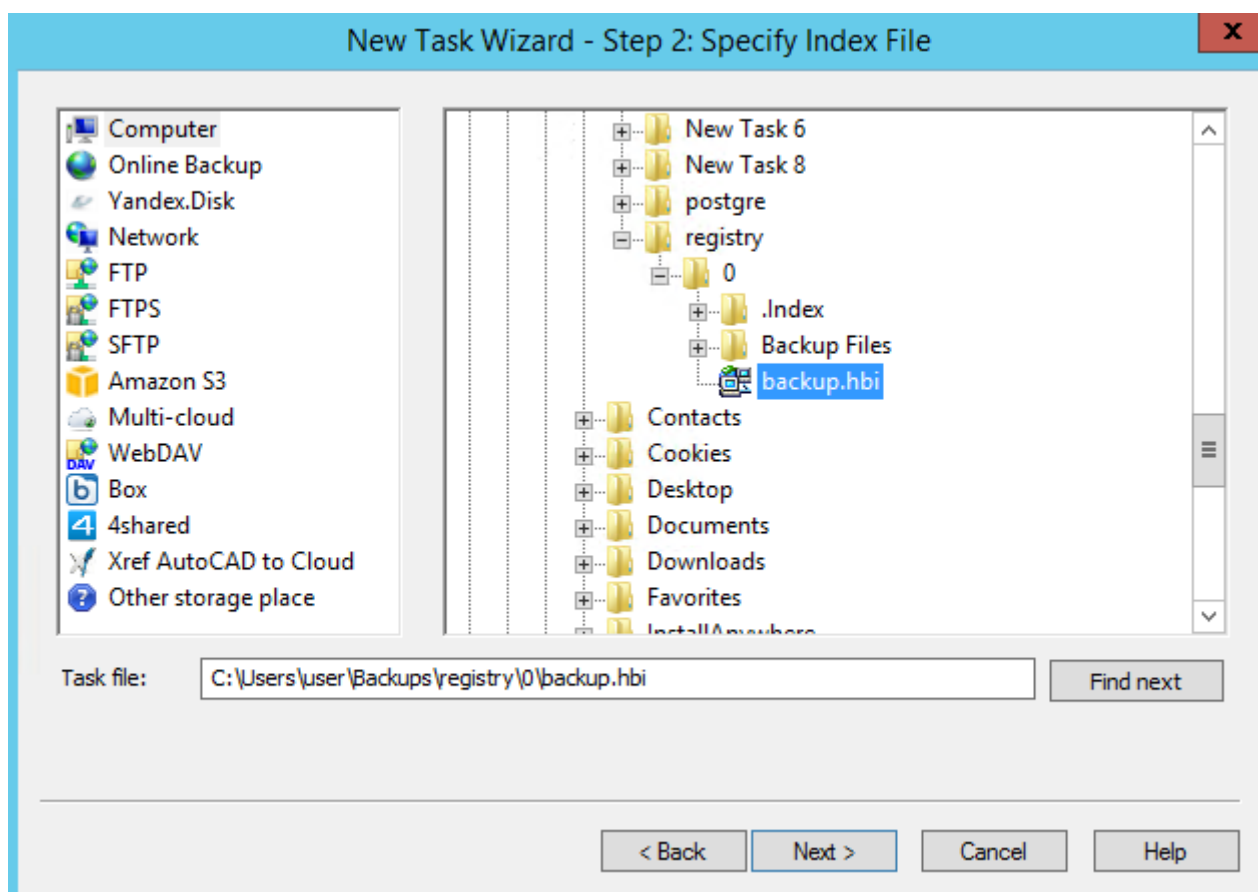 New Task Wizard - Step 2: Specify Index File
x
Computer
Online Backup
Yandex.Disk
Network
FTP
FTPS
SFTP
Amazon S3
Multi-cloud
DAV WebDAV
b Box
4 4shared
Xref AutoCAD to Cloud
? Other storage place
New Task 6
New Task 8
postgre
registry
0
.Index
Backup Files
backup.hbi
Contacts
Cookies
Desktop
Documents
Downloads
Favorites
InstallAnywhere
Task file:
C:\Users\user\Backups\registry\0\backup.hbi
Find next
< Back
Next >
Cancel
Help